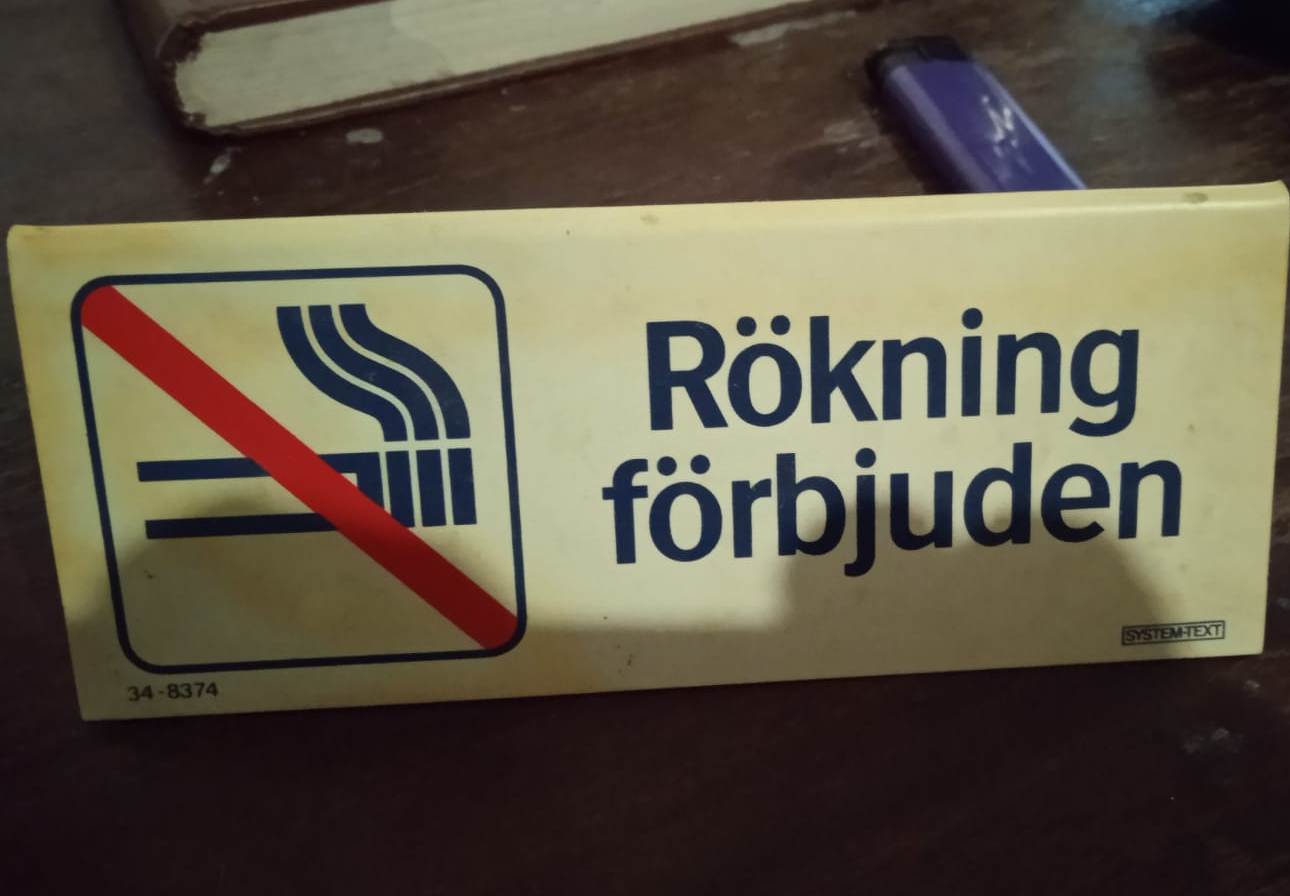 Rökning
förbjuden
SYSTEM-TEXT
34-8374